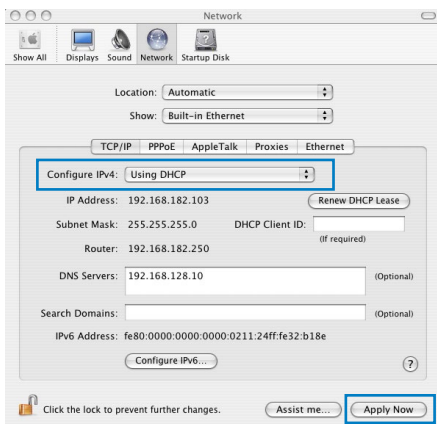 Network
Show All Displays Sound Network Startup Disk
Location: Automatic
Show: Built-in Ethernet
TCP/IP PPPoE AppleTalk Proxies Ethernet
Configure IPv4: Using DHCP
IP Address: 192.168.182.103 Renew DHCP Lease
Subnet Mask: 255.255.255.0 DHCP Client ID:
(If required)
Router: 192.168.182.250
DNS Servers: 192.168.128.10 (Optional)
Search Domains: (Optional)
IPv6 Address: fe80:0000:0000:0000:0211:24ff:fe32:b18e
Configure IPv6... ?
Click the lock to prevent further changes. Assist me... Apply Now